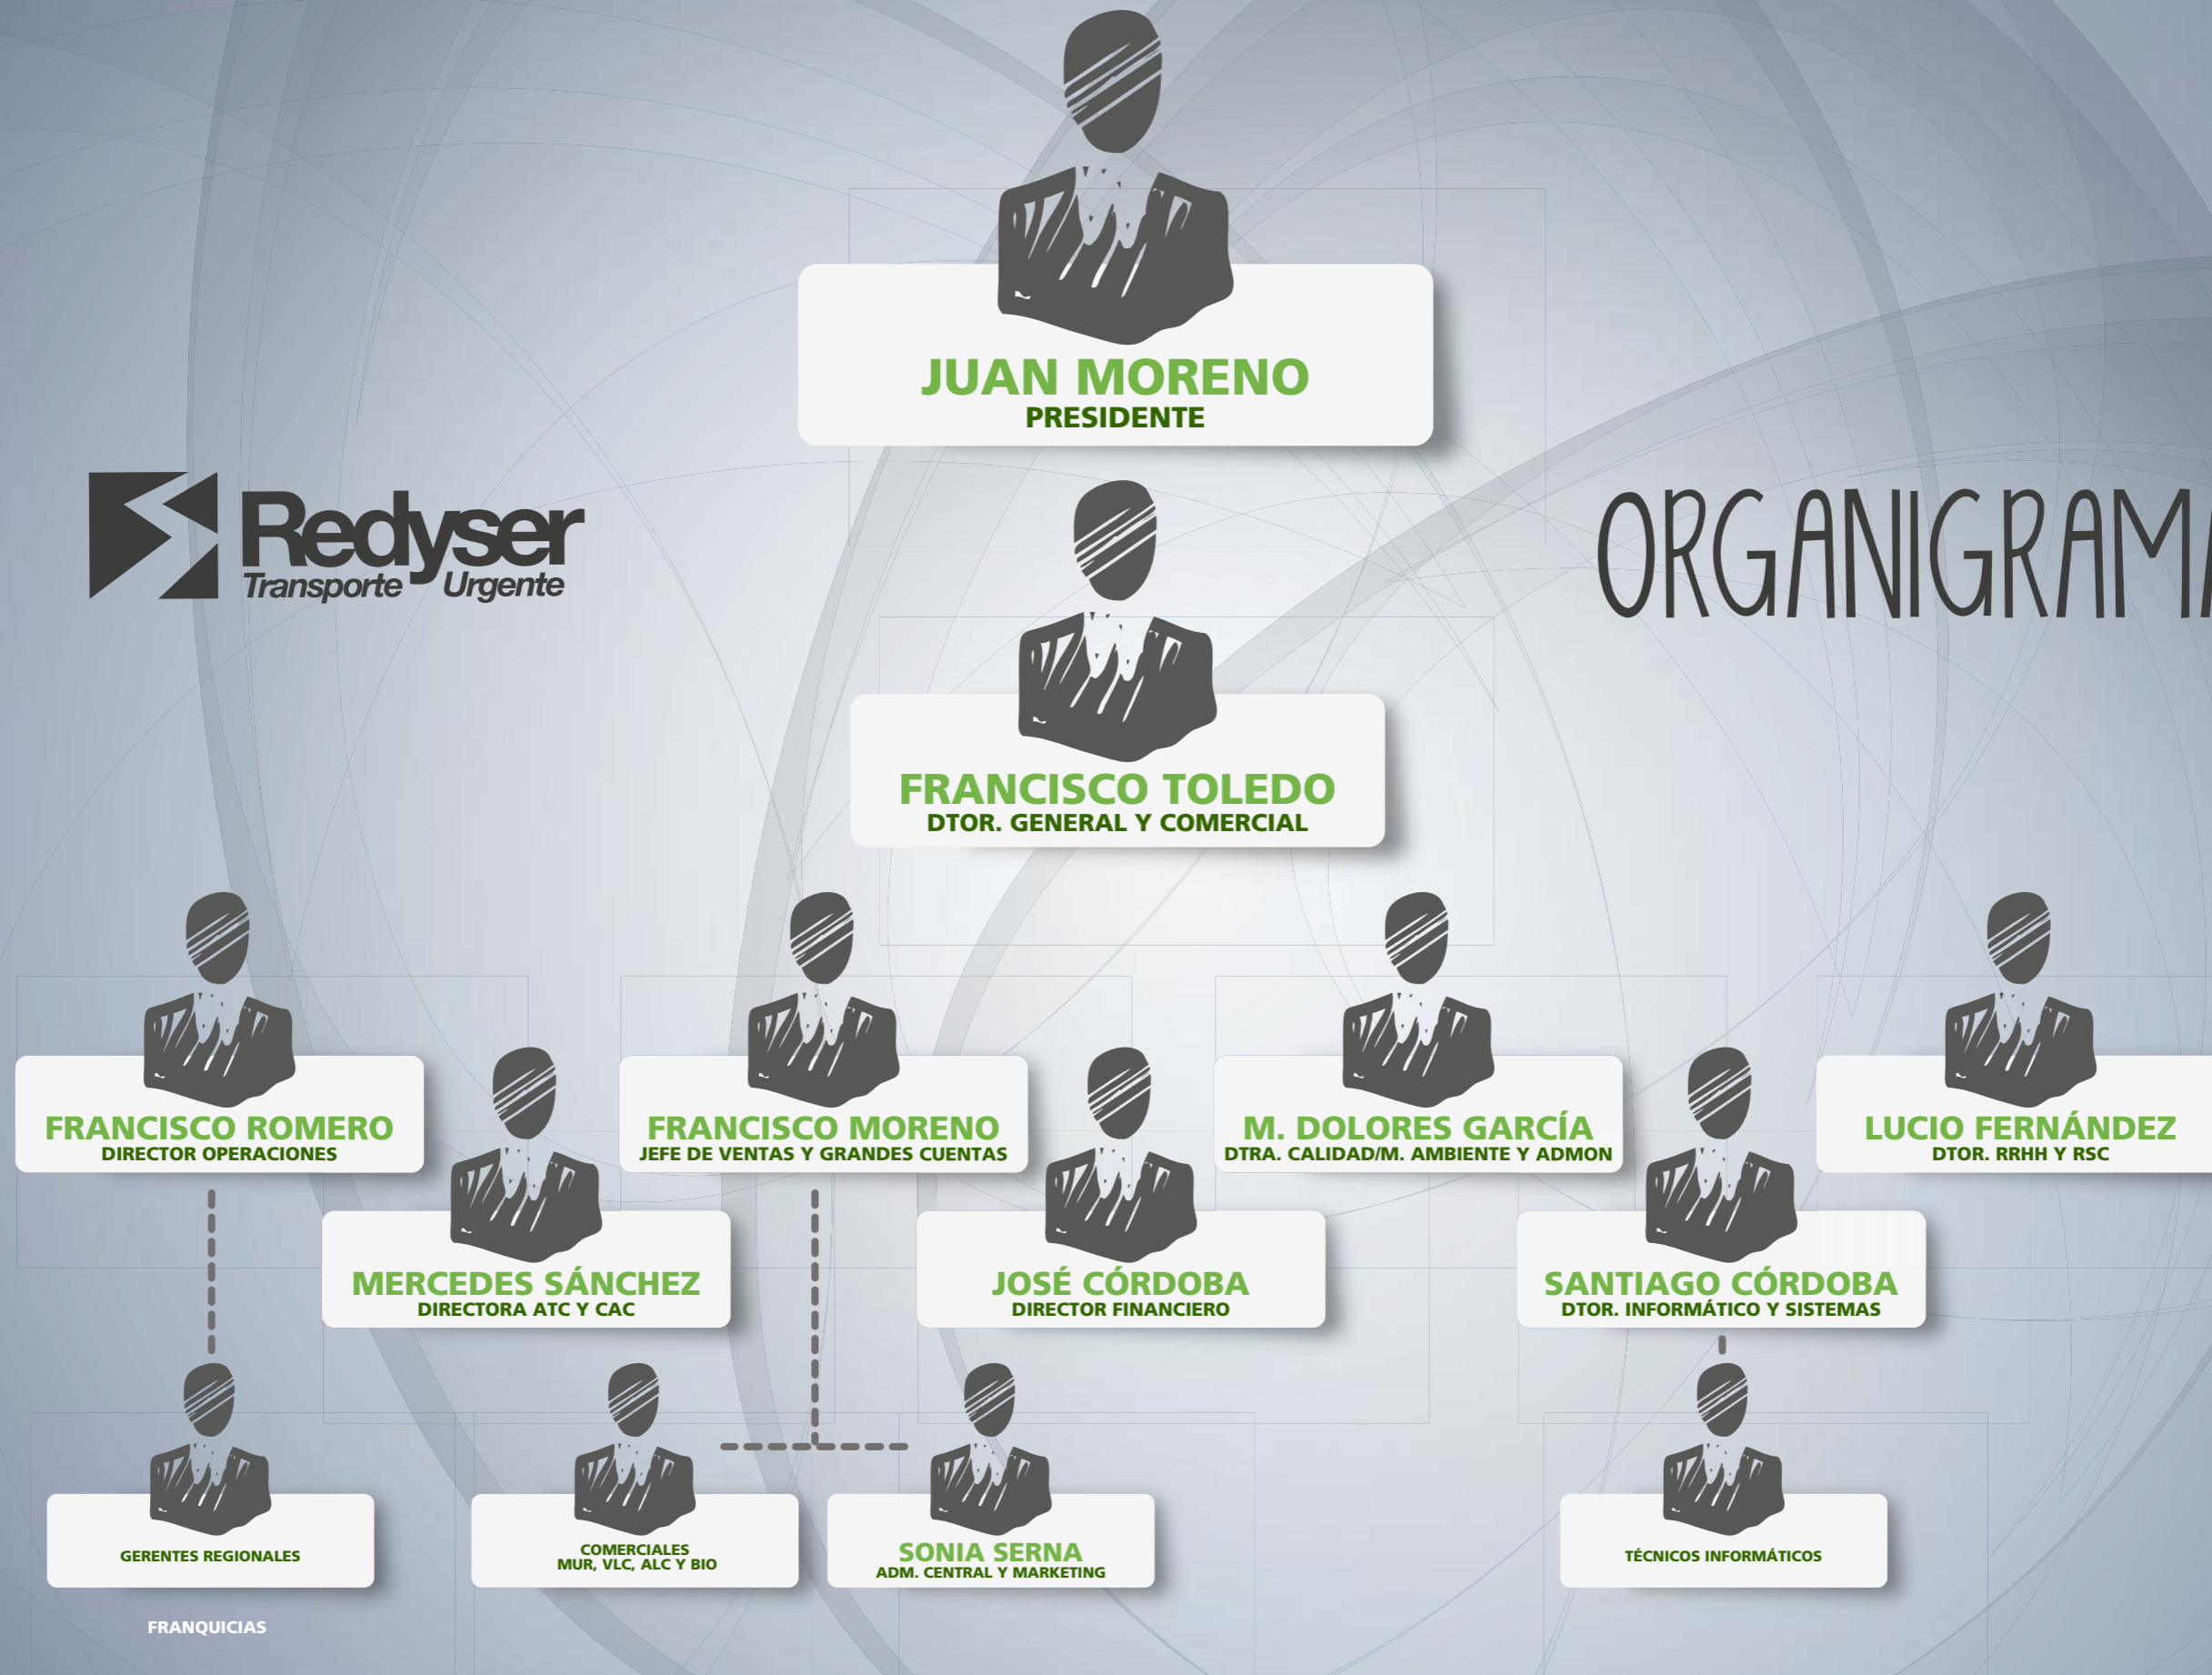 JUAN MORENO
PRESIDENTE
Redyser
Transporte Urgente
ORGANIGRAMA
FRANCISCO TOLEDO
DTOR. GENERAL Y COMERCIAL
FRANCISCO ROMERO
DIRECTOR OPERACIONES
FRANCISCO MORENO
JEFE DE VENTAS Y GRANDES CUENTAS
M. DOLORES GARCÍA
DTRA. CALIDAD/M. AMBIENTE Y ADMON
LUCIO FERNÁNDEZ
DTOR. RRHH Y RSC
MERCEDES SÁNCHEZ
DIRECTORA ATC Y CAC
JOSÉ CÓRDOBA
DIRECTOR FINANCIERO
SANTIAGO CÓRDOBA
DTOR. INFORMÁTICO Y SISTEMAS
GERENTES REGIONALES
COMERCIALES
MUR, VLC, ALC Y BIO
SONIA SERNA
ADM. CENTRAL Y MARKETING
TÉCNICOS INFORMÁTICOS
FRANQUICIAS